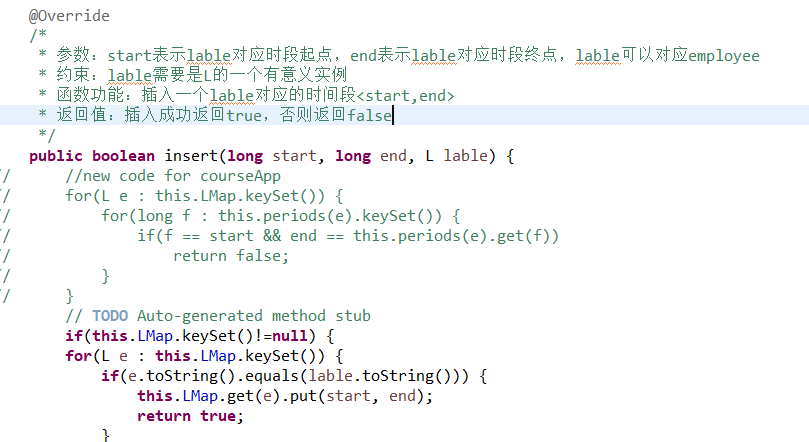 @Override
/*
 * 参数：start表示lable对应时段起点，end表示lable对应时段终点，lable可以对应employee
 * 约束：lable需要是L的一个有意义实例
 * 函数功能：插入一个lable对应的时间段<start,end>
 * 返回值：插入成功返回true，否则返回false
 */
public boolean insert(long start, long end, L lable) {
//      //new code for courseApp
//      for(L e : this.LMap.keySet()) {
//          for(long f : this.periods(e).keySet()) {
//              if(f == start && end == this.periods(e).get(f))
//                  return false;
//          }
//      }
        // TODO Auto-generated method stub
        if(this.LMap.keySet()!=null) {
        for(L e : this.LMap.keySet()) {
            if(e.toString().equals(lable.toString())) {
                this.LMap.get(e).put(start, end);
                return true;
            }